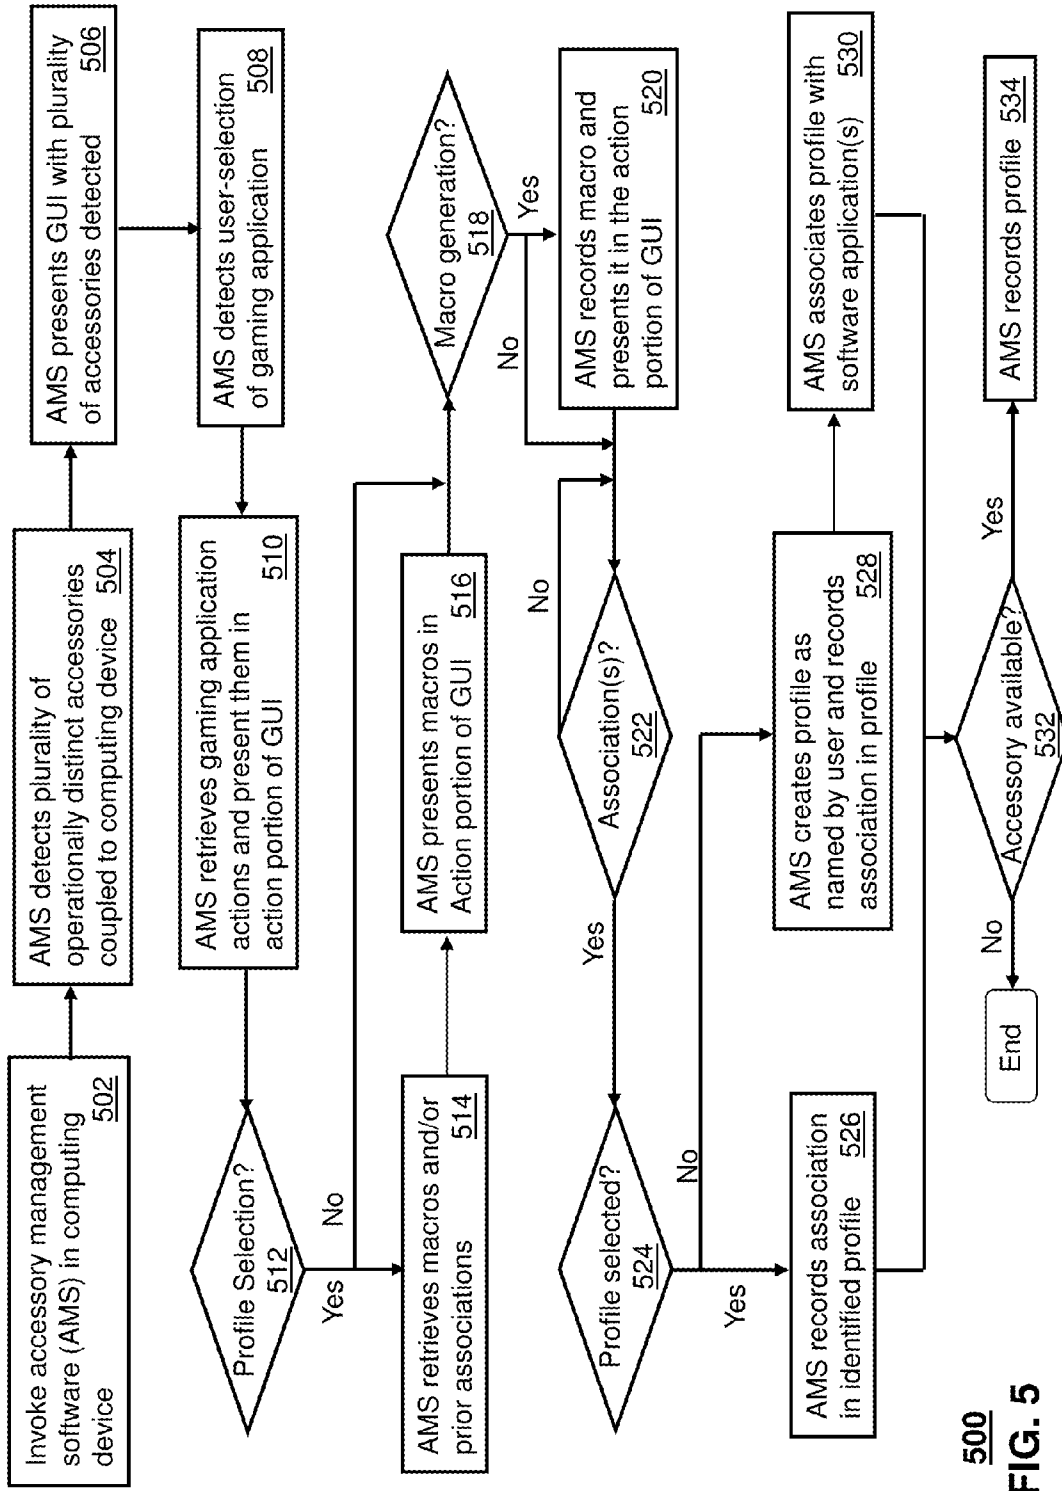 Invoke accessory management
software (AMS) in computing
device 502
AMS detects plurality of
operationally distinct accessories
coupled to computing device 504
AMS presents GUI with plurality
of accessories detected 506
AMS detects user-selection
of gaming application 508
AMS retrieves gaming application
actions and present them in
action portion of GUI 510
Profile Selection?
512
No
Yes
AMS retrieves macros and/or
prior associations 514
AMS presents macros in
Action portion of GUI 516
Macro generation?
518
No
Yes
AMS records macro and
presents it in the action
portion of GUI 520
Association(s)?
522
No
Yes
Profile selected?
524
No
Yes
AMS records association
in identified profile 526
AMS creates profile as
named by user and records
association in profile 528
AMS associates profile with
software application(s) 530
Accessory available?
532
No
Yes
End
AMS records profile 534
500
FIG. 5